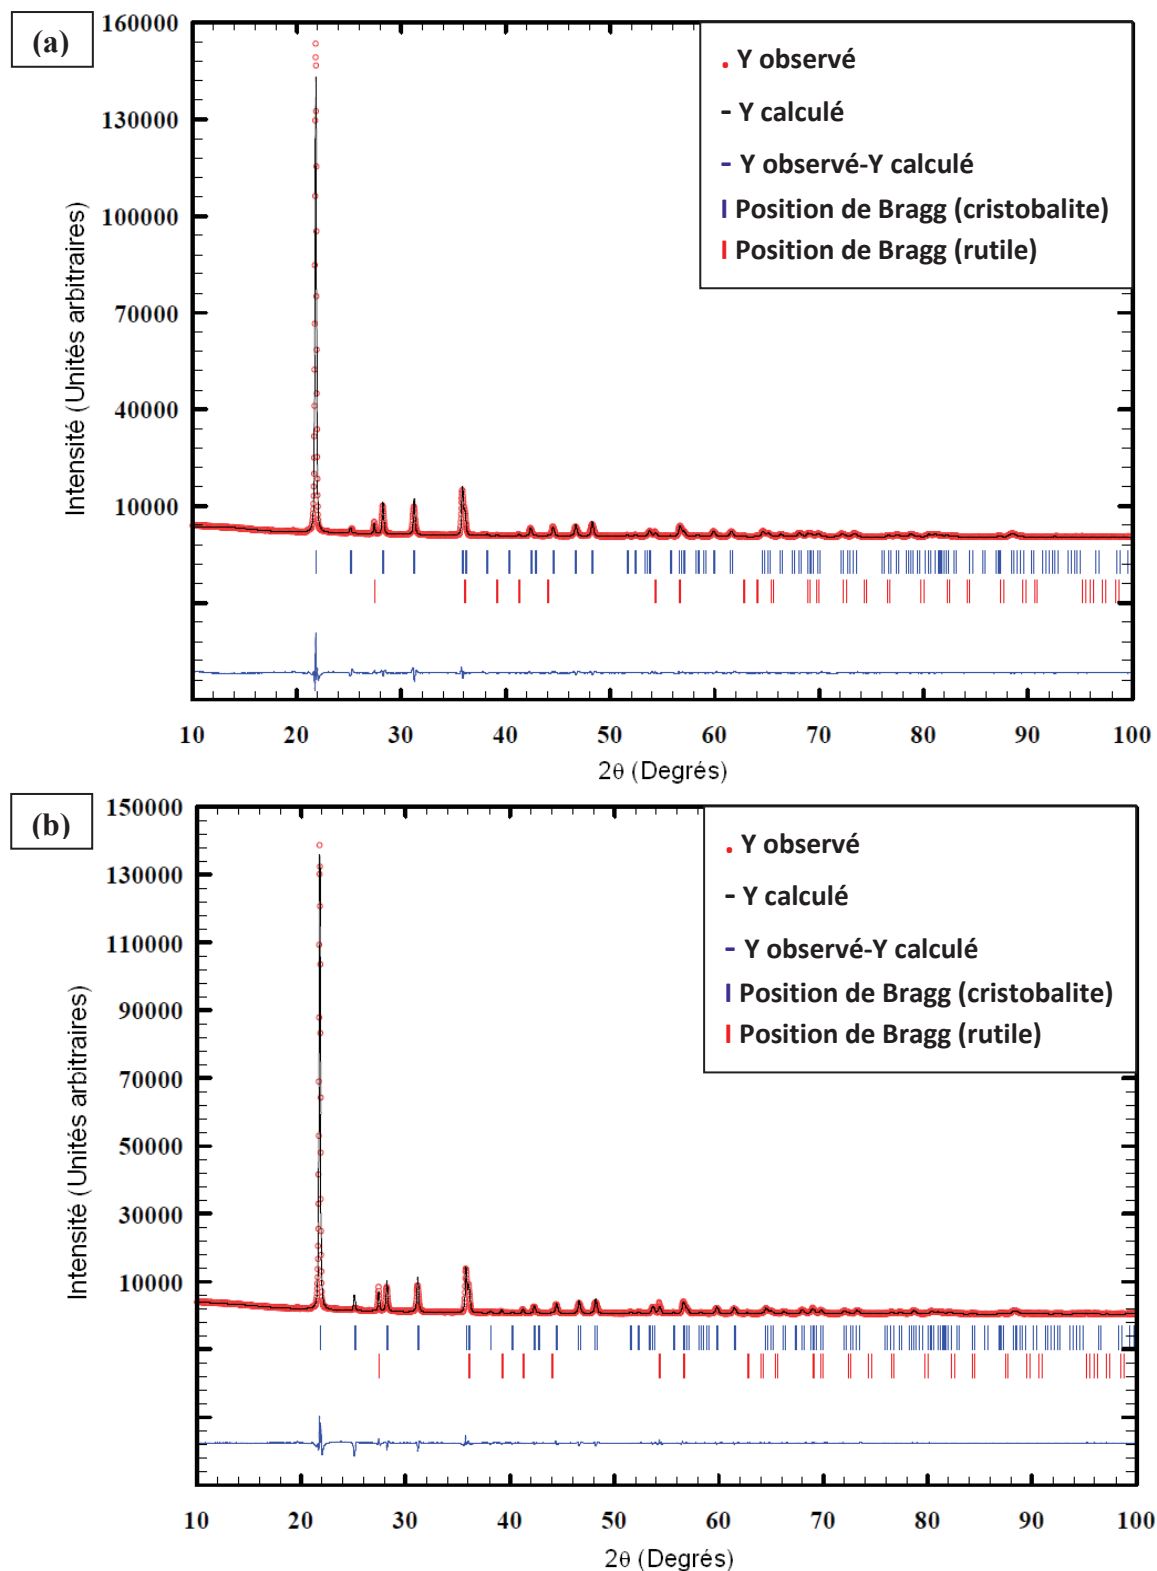 (a)
160000
130000
100000
70000
40000
10000
Intensité (Unités arbitraires)
. Y observé
- Y calculé
- Y observé-Y calculé
I Position de Bragg (cristobalite)
I Position de Bragg (rutile)
10 20 30 40 50 60 70 80 90 100
2θ (Degrés)
(b)
150000
130000
110000
90000
70000
50000
30000
10000
Intensité (Unités arbitraires)
. Y observé
- Y calculé
- Y observé-Y calculé
I Position de Bragg (cristobalite)
I Position de Bragg (rutile)
10 20 30 40 50 60 70 80 90 100
2θ (Degrés)